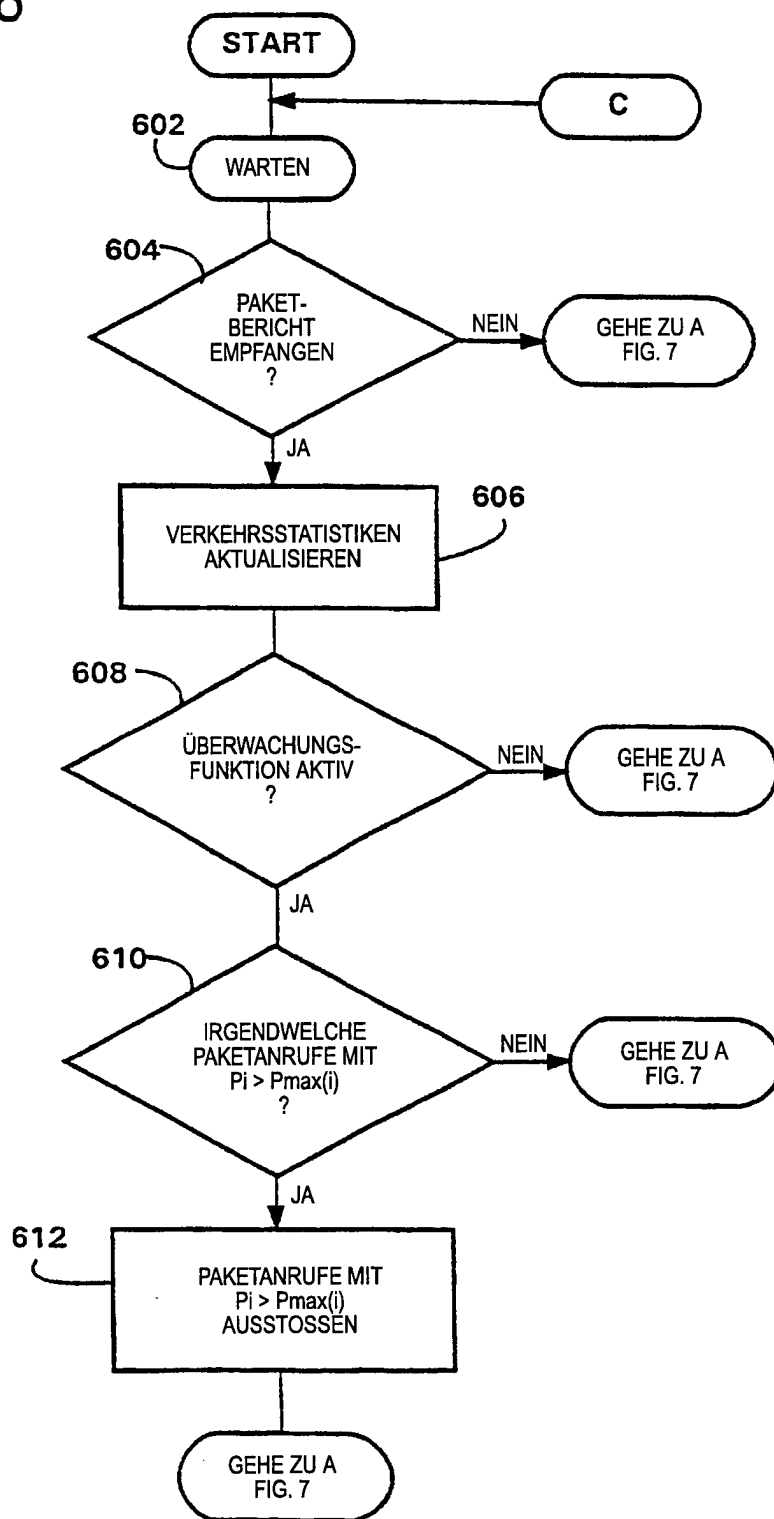 START
C
602
WARTEN
604
PAKET-
BERICHT
EMPFANGEN
?
NEIN
GEHE ZU A
FIG. 7
JA
606
VERKEHRSSTATISTIKEN
AKTUALISIEREN
608
ÜBERWACHUNGS-
FUNKTION AKTIV
?
NEIN
GEHE ZU A
FIG. 7
JA
610
IRGENDWELCHE
PAKETANRUFE MIT
Pi > Pmax(i)
?
NEIN
GEHE ZU A
FIG. 7
JA
612
PAKETANRUFE MIT
Pi > Pmax(i)
AUSSTOSSEN
GEHE ZU A
FIG. 7